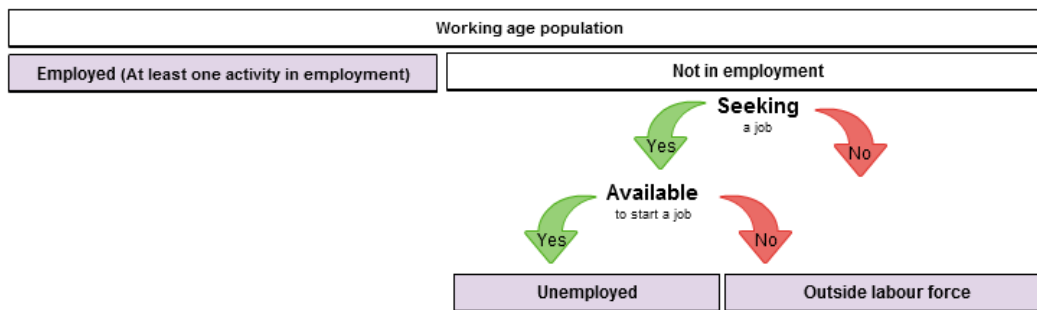 Working age population
Employed (At least one activity in employment)
Not in employment
Seeking
a job
Yes
No
Available
to start a job
Yes
No
Unemployed
Outside labour force